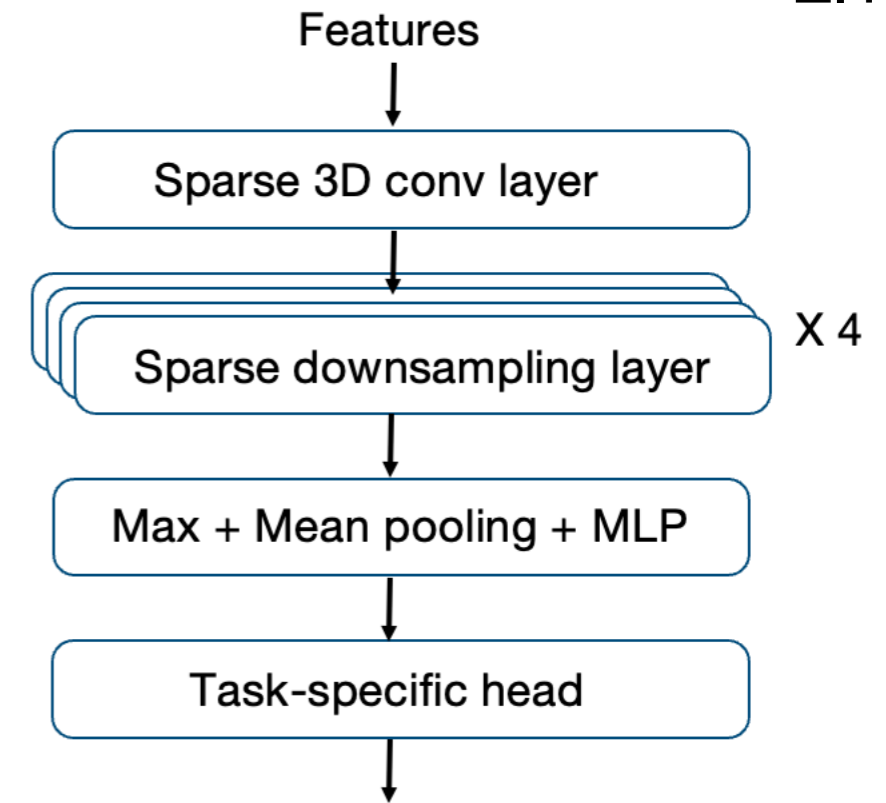 Features
Sparse 3D conv layer
X 4
Sparse downsampling layer
Max + Mean pooling + MLP
Task-specific head